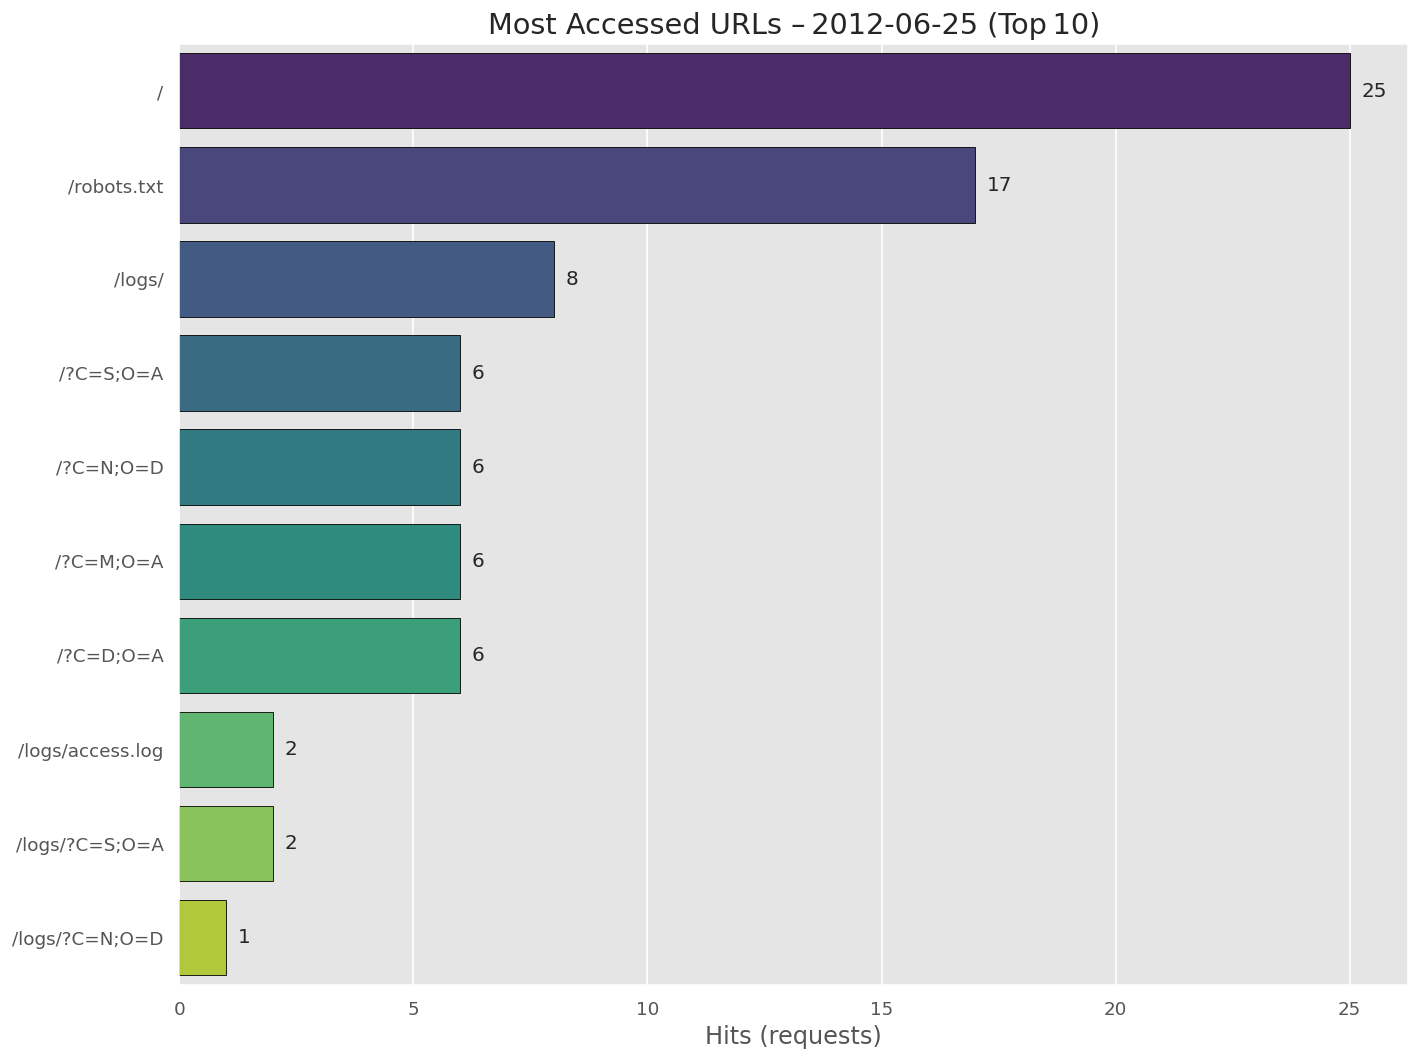 Most Accessed URLs – 2012-06-25 (Top 10)
/
25
/robots.txt
17
/logs/
8
/?C=S;O=A
6
/?C=N;O=D
6
/?C=M;O=A
6
/?C=D;O=A
6
/logs/access.log
2
/logs/?C=S;O=A
2
/logs/?C=N;O=D
1
0 5 10 15 20 25
Hits (requests)